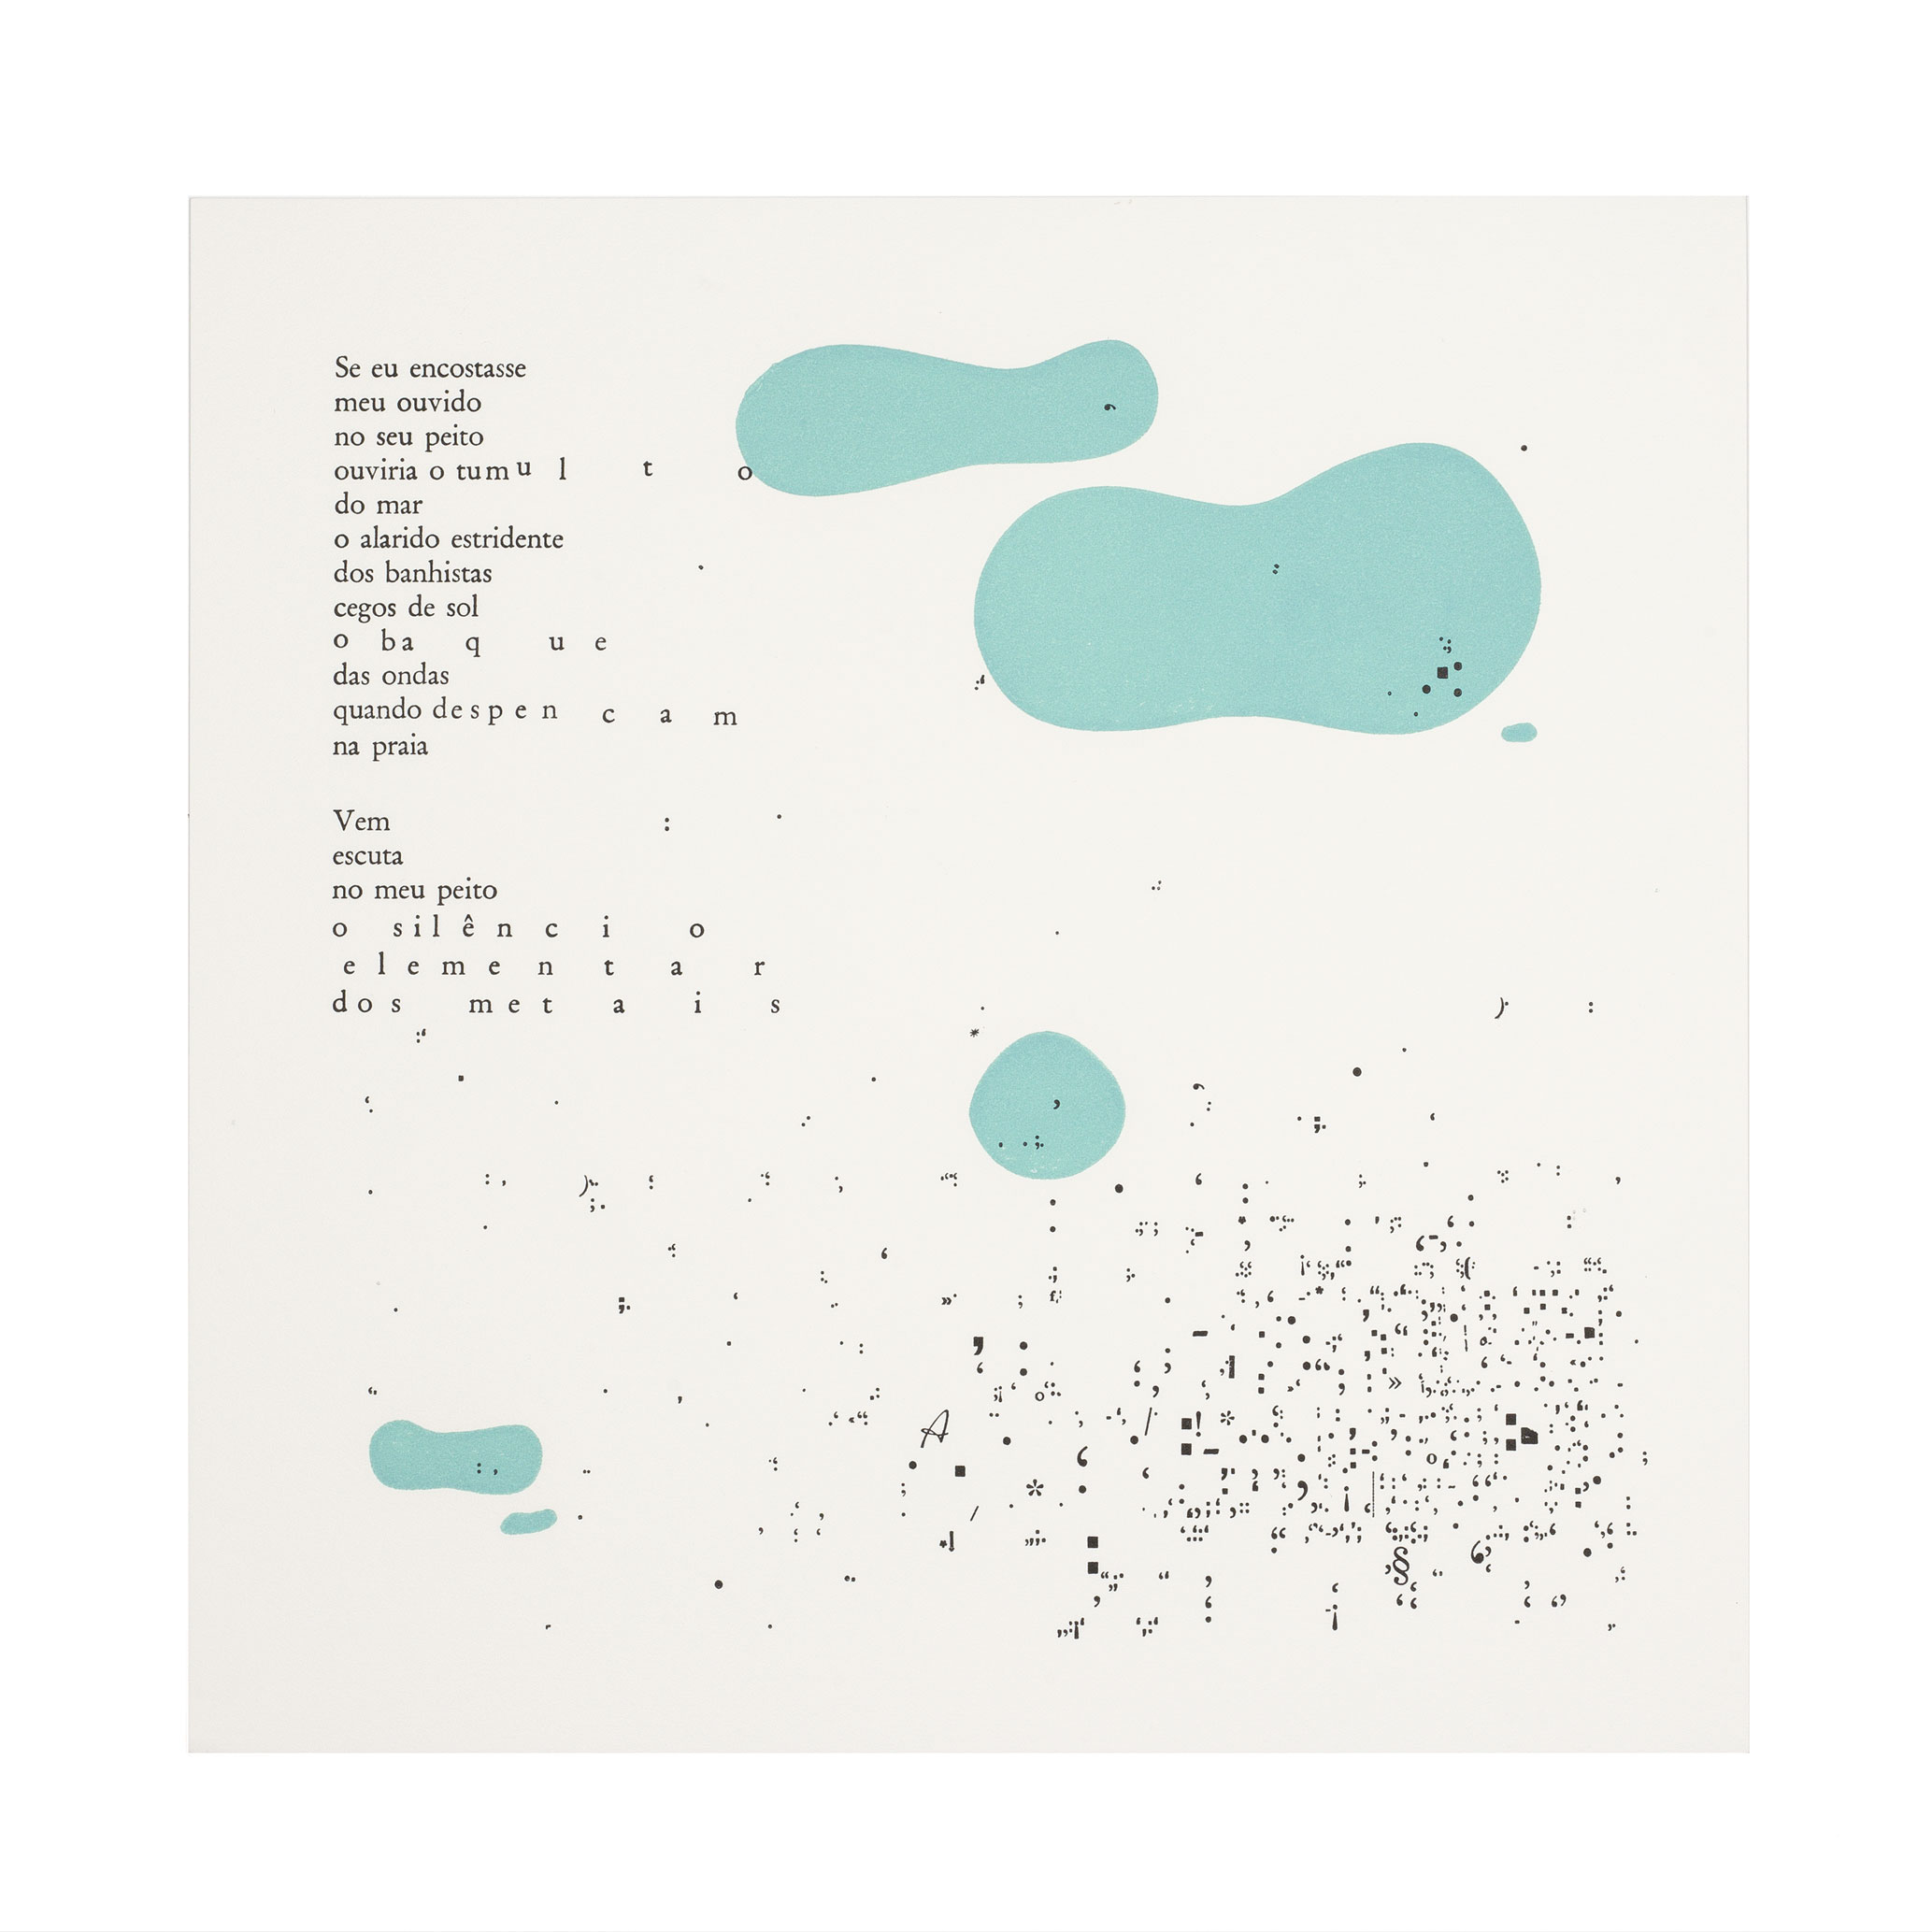 Se eu encostasse
meu ouvido
no seu peito
ouviria o tumulto
do mar
o alarido estridente
dos banhistas
cegos de sol
o baque
das ondas
quando despencam
na praia
Vem
escuta
no meu peito
o silêncio
elementar
dos metais